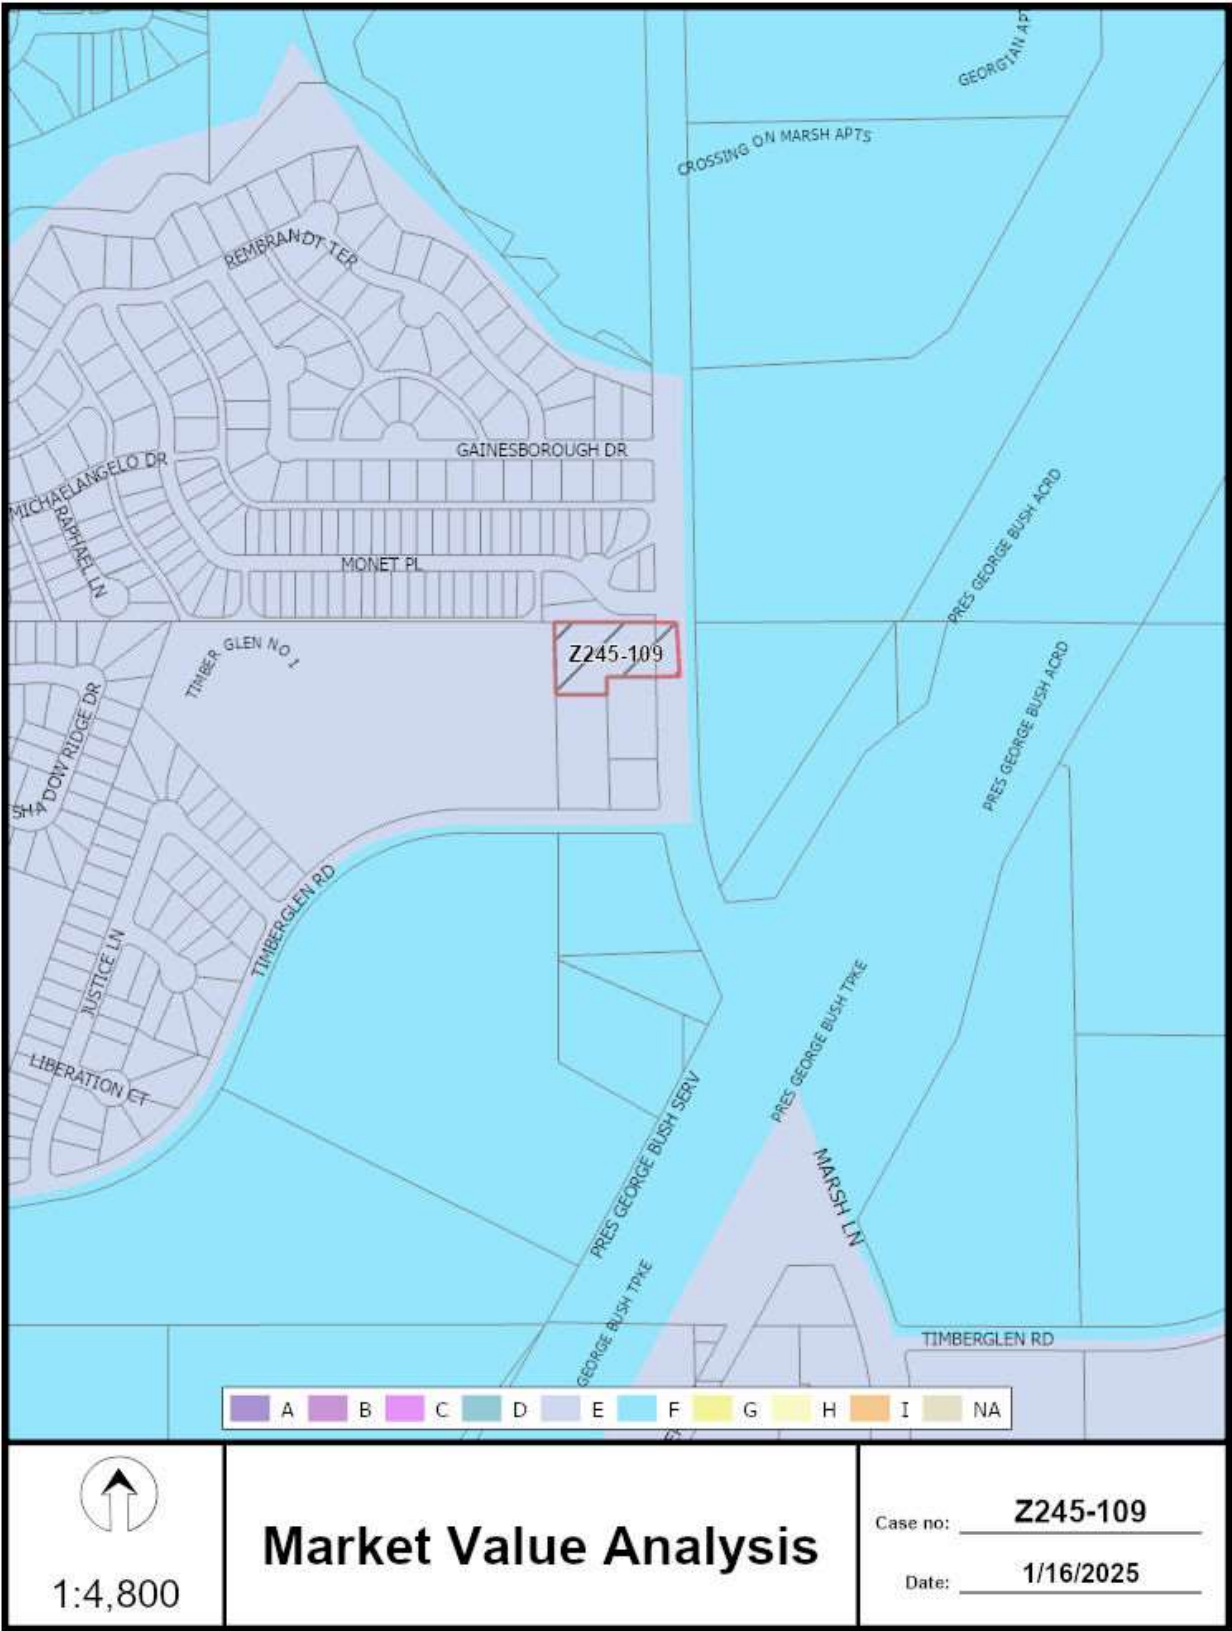 GEORGIAN AP
CROSSING ON MARSH APTS
REMBRANDT TER
GAINESBOROUGH DR
MICHAELANGELO DR
RAPHAEL LN
MONET PL
PRES GEORGE BUSH ACRD
TIMBER GLEN NO 1
Z245-109
PRES GEORGE BUSH ACRD
SHADOW RIDGE DR
TIMBERGLEN RD
JUSTICE LN
PRES GEORGE BUSH TPKE
LIBERATION CT
PRES GEORGE BUSH SERV
MARSH LN
GEORGE BUSH TPKE
TIMBERGLEN RD
A B C D E F G H I NA
1:4,800
Market Value Analysis
Case no: Z245-109
Date: 1/16/2025